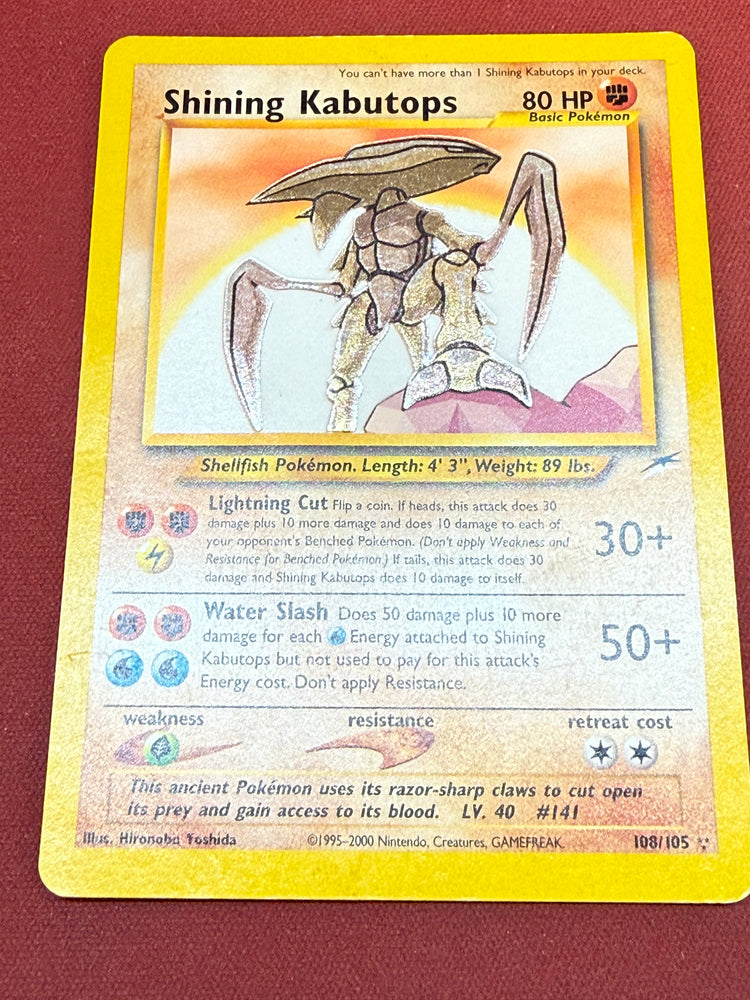 You can't have more than 1 Shining Kabutops in your deck.
Shining Kabutops 80 HP
Basic Pokémon
Shellfish Pokémon. Length: 4' 3", Weight: 89 lbs.
Lightning Cut Flip a coin. If heads, this attack does 30
damage plus 10 more damage and does 10 damage to each of
your opponent's Benched Pokémon. (Don't apply Weakness and
Resistance for Benched Pokémon.) If tails, this attack does 30
damage and Shining Kabutops does 10 damage to itself.
30+
Water Slash Does 50 damage plus 10 more
damage for each Energy attached to Shining
Kabutops but not used to pay for this attack's
Energy cost. Don't apply Resistance.
50+
weakness resistance retreat cost
This ancient Pokémon uses its razor-sharp claws to cut open
its prey and gain access to its blood. LV. 40 #141
Illus. Hironobu Yoshida ©1995–2000 Nintendo, Creatures, GAMEFREAK. 108/105